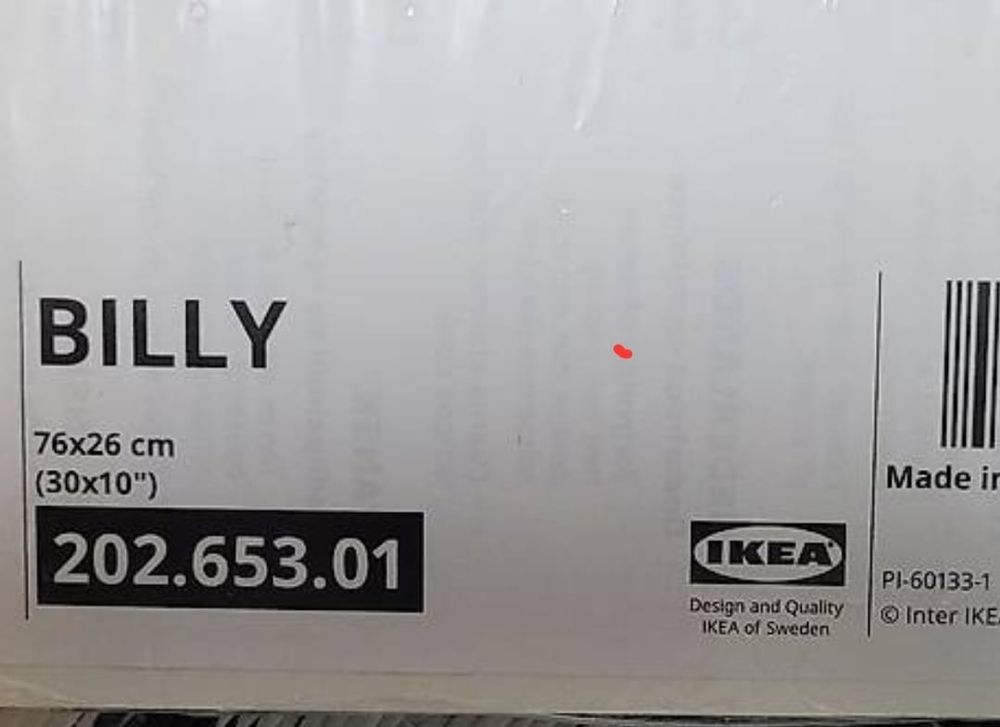 BILLY
76x26 cm
(30x10")
202.653.01
IKEA
Design and Quality
IKEA of Sweden
Made in
PI-60133-1
© Inter IKEA